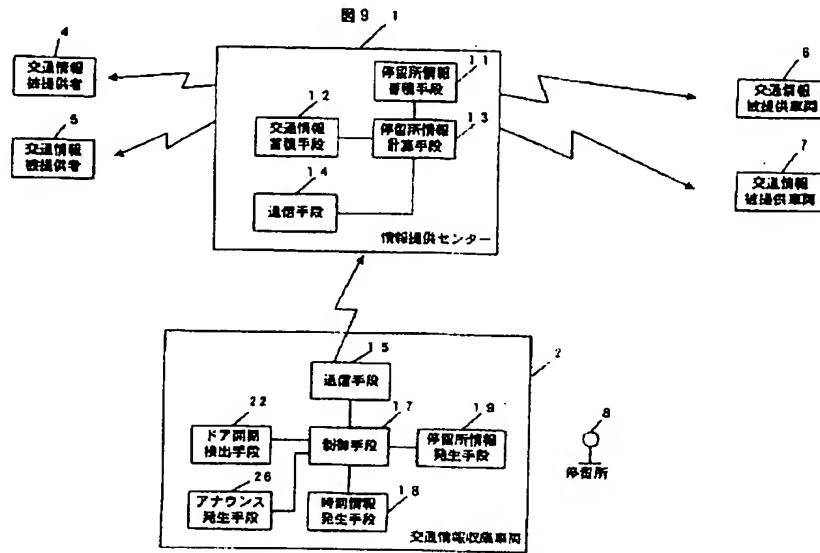 図9
1
4
交通情報
被提供者
5
交通情報
被提供者
11
停留所情報
蓄積手段
12
交通情報
蓄積手段
13
停留所情報
計算手段
14
通信手段
情報提供センター
6
交通情報
被提供車両
7
交通情報
被提供車両
2
15
通信手段
22
ドア開閉
検出手段
17
制御手段
19
停留所情報
発生手段
26
アナウンス
発生手段
18
時刻情報
発生手段
交通情報収集車両
8
停留所